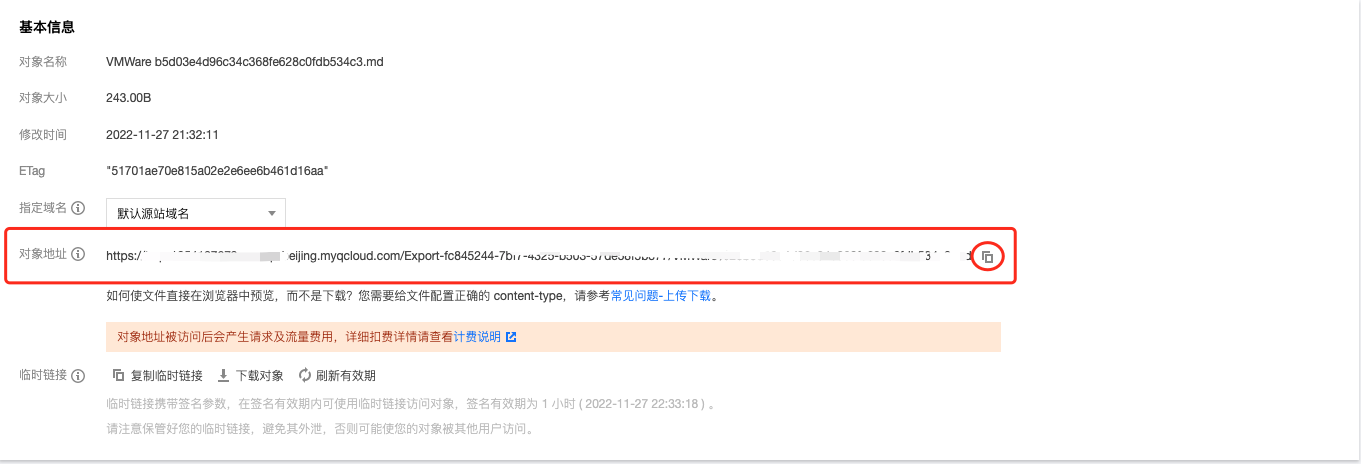 基本信息
对象名称 VMWare b5d03e4d96c34c368fe628c0fdb534c3.md
对象大小 243.00B
修改时间 2022-11-27 21:32:11
ETag "51701ae70e815a02e2e6ee6b461d16aa"
指定域名 默认源站域名
对象地址 https:// eijing.myqcloud.com/Export-fc845244-
如何使文件直接在浏览器中预览，而不是下载？您需要给文件配置正确的 content-type，请参考常见问题-上传下载。
对象地址被访问后会产生请求及流量费用，详细扣费详情请查看计费说明
临时链接 复制临时链接 下载对象 刷新有效期
临时链接携带签名参数，在签名有效期内可使用临时链接访问对象，签名有效期为 1 小时 ( 2022-11-27 22:33:18 ) 。
请注意保管好您的临时链接，避免其外泄，否则可能使您的对象被其他用户访问。